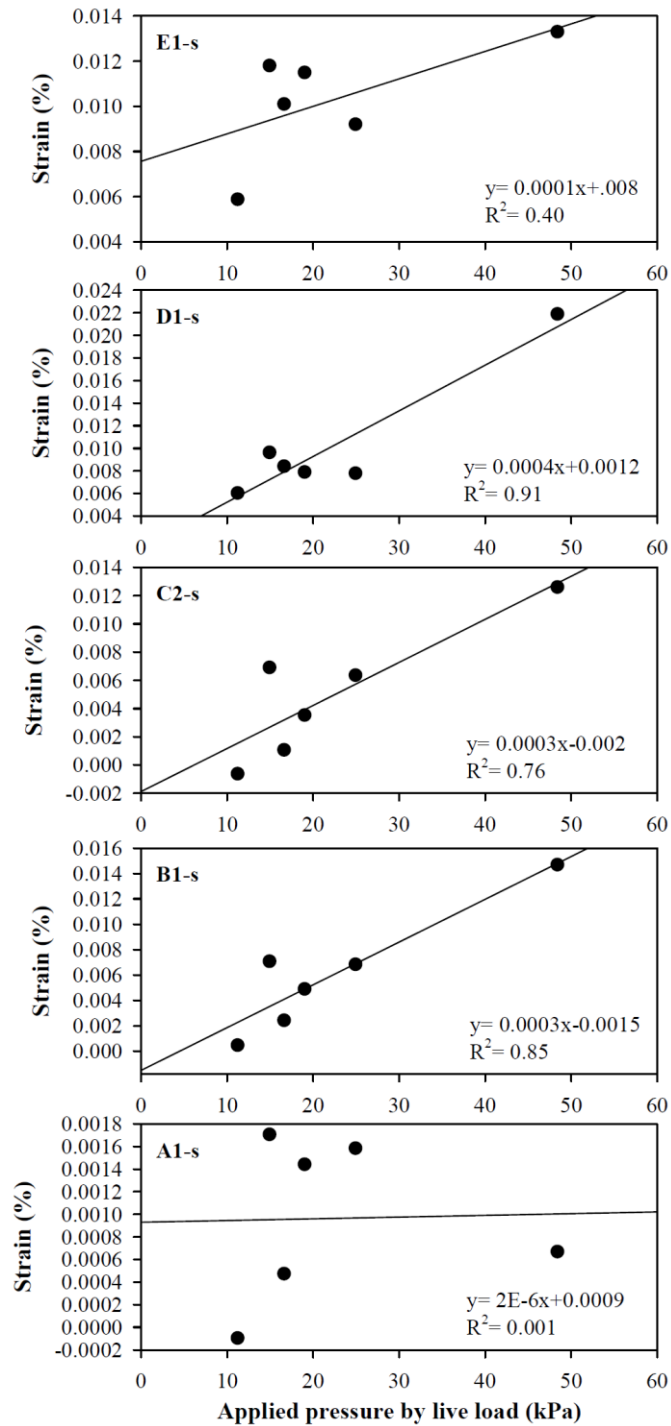 0.014
E1-s
0.012
0.010
0.008
0.006
0.004
Strain (%)
y= 0.0001x+.008
R²= 0.40
0 10 20 30 40 50 60
0.024
D1-s
0.022
0.020
0.018
0.016
0.014
0.012
0.010
0.008
0.006
0.004
Strain (%)
y= 0.0004x+0.0012
R²= 0.91
0 10 20 30 40 50 60
0.014
C2-s
0.012
0.010
0.008
0.006
0.004
0.002
0.000
-0.002
Strain (%)
y= 0.0003x-0.002
R²= 0.76
0 10 20 30 40 50 60
0.016
B1-s
0.014
0.012
0.010
0.008
0.006
0.004
0.002
0.000
Strain (%)
y= 0.0003x-0.0015
R²= 0.85
0 10 20 30 40 50 60
0.0018
A1-s
0.0016
0.0014
0.0012
0.0010
0.0008
0.0006
0.0004
0.0002
0.0000
-0.0002
Strain (%)
y= 2E-6x+0.0009
R²= 0.001
0 10 20 30 40 50 60
Applied pressure by live load (kPa)